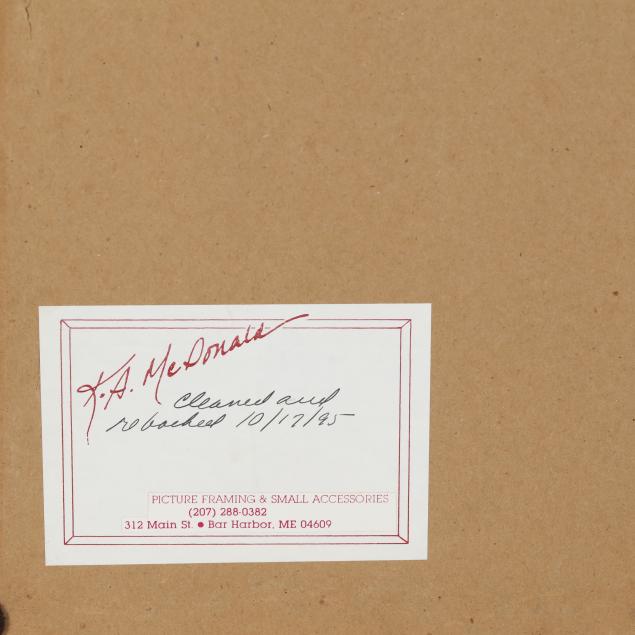 K.A. McDonald
Cleaned and
rebacked 10/17/95
PICTURE FRAMING & SMALL ACCESSORIES
(207) 288-0382
312 Main St. ● Bar Harbor, ME 04609